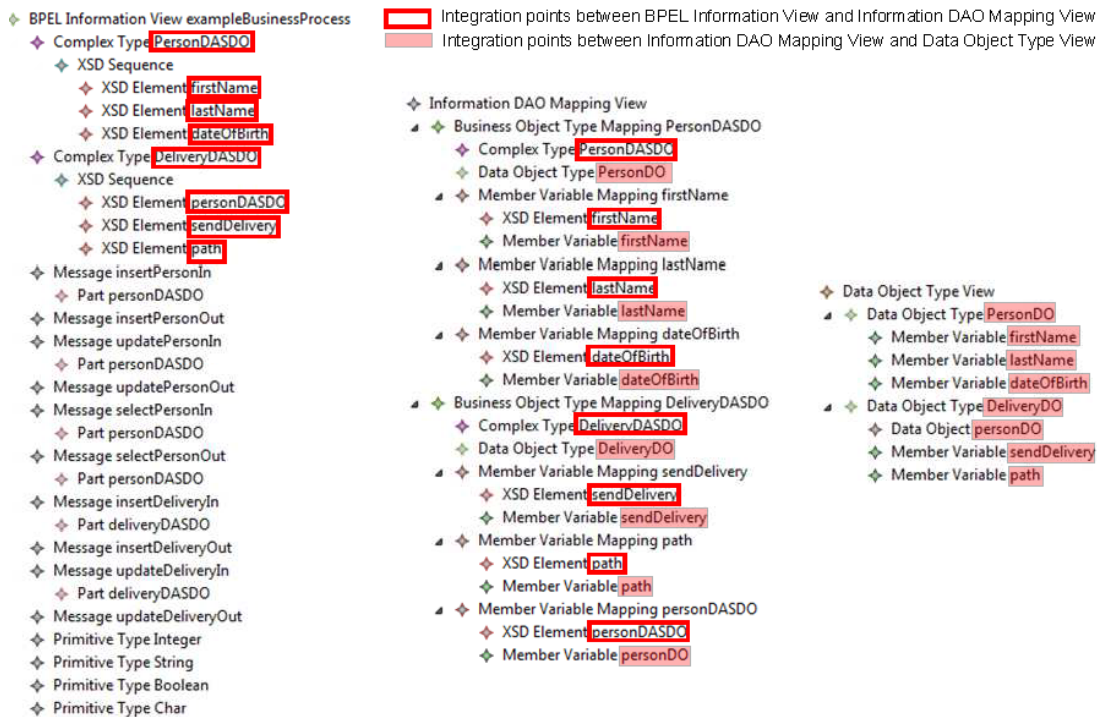 BPEL Information View exampleBusinessProcess
Complex Type PersonDASDO
XSD Sequence
XSD Element firstName
XSD Element lastName
XSD Element dateOfBirth
Complex Type DeliveryDASDO
XSD Sequence
XSD Element personDASDO
XSD Element sendDelivery
XSD Element path
Message insertPersonIn
Part personDASDO
Message insertPersonOut
Message updatePersonIn
Part personDASDO
Message updatePersonOut
Message selectPersonIn
Part personDASDO
Message selectPersonOut
Part personDASDO
Message insertDeliveryIn
Part deliveryDASDO
Message insertDeliveryOut
Message updateDeliveryIn
Part deliveryDASDO
Message updateDeliveryOut
Primitive Type Integer
Primitive Type String
Primitive Type Boolean
Primitive Type Char
Integration points between BPEL Information View and Information DAO Mapping View
Integration points between Information DAO Mapping View and Data Object Type View
Information DAO Mapping View
Business Object Type Mapping PersonDASDO
Complex Type PersonDASDO
Data Object Type PersonDO
Member Variable Mapping firstName
XSD Element firstName
Member Variable firstName
Member Variable Mapping lastName
XSD Element lastName
Member Variable lastName
Member Variable Mapping dateOfBirth
XSD Element dateOfBirth
Member Variable dateOfBirth
Business Object Type Mapping DeliveryDASDO
Complex Type DeliveryDASDO
Data Object Type DeliveryDO
Member Variable Mapping sendDelivery
XSD Element sendDelivery
Member Variable sendDelivery
Member Variable Mapping path
XSD Element path
Member Variable path
Member Variable Mapping personDASDO
XSD Element personDASDO
Member Variable personDO
Data Object Type View
Data Object Type PersonDO
Member Variable firstName
Member Variable lastName
Member Variable dateOfBirth
Data Object Type DeliveryDO
Data Object personDO
Member Variable sendDelivery
Member Variable path